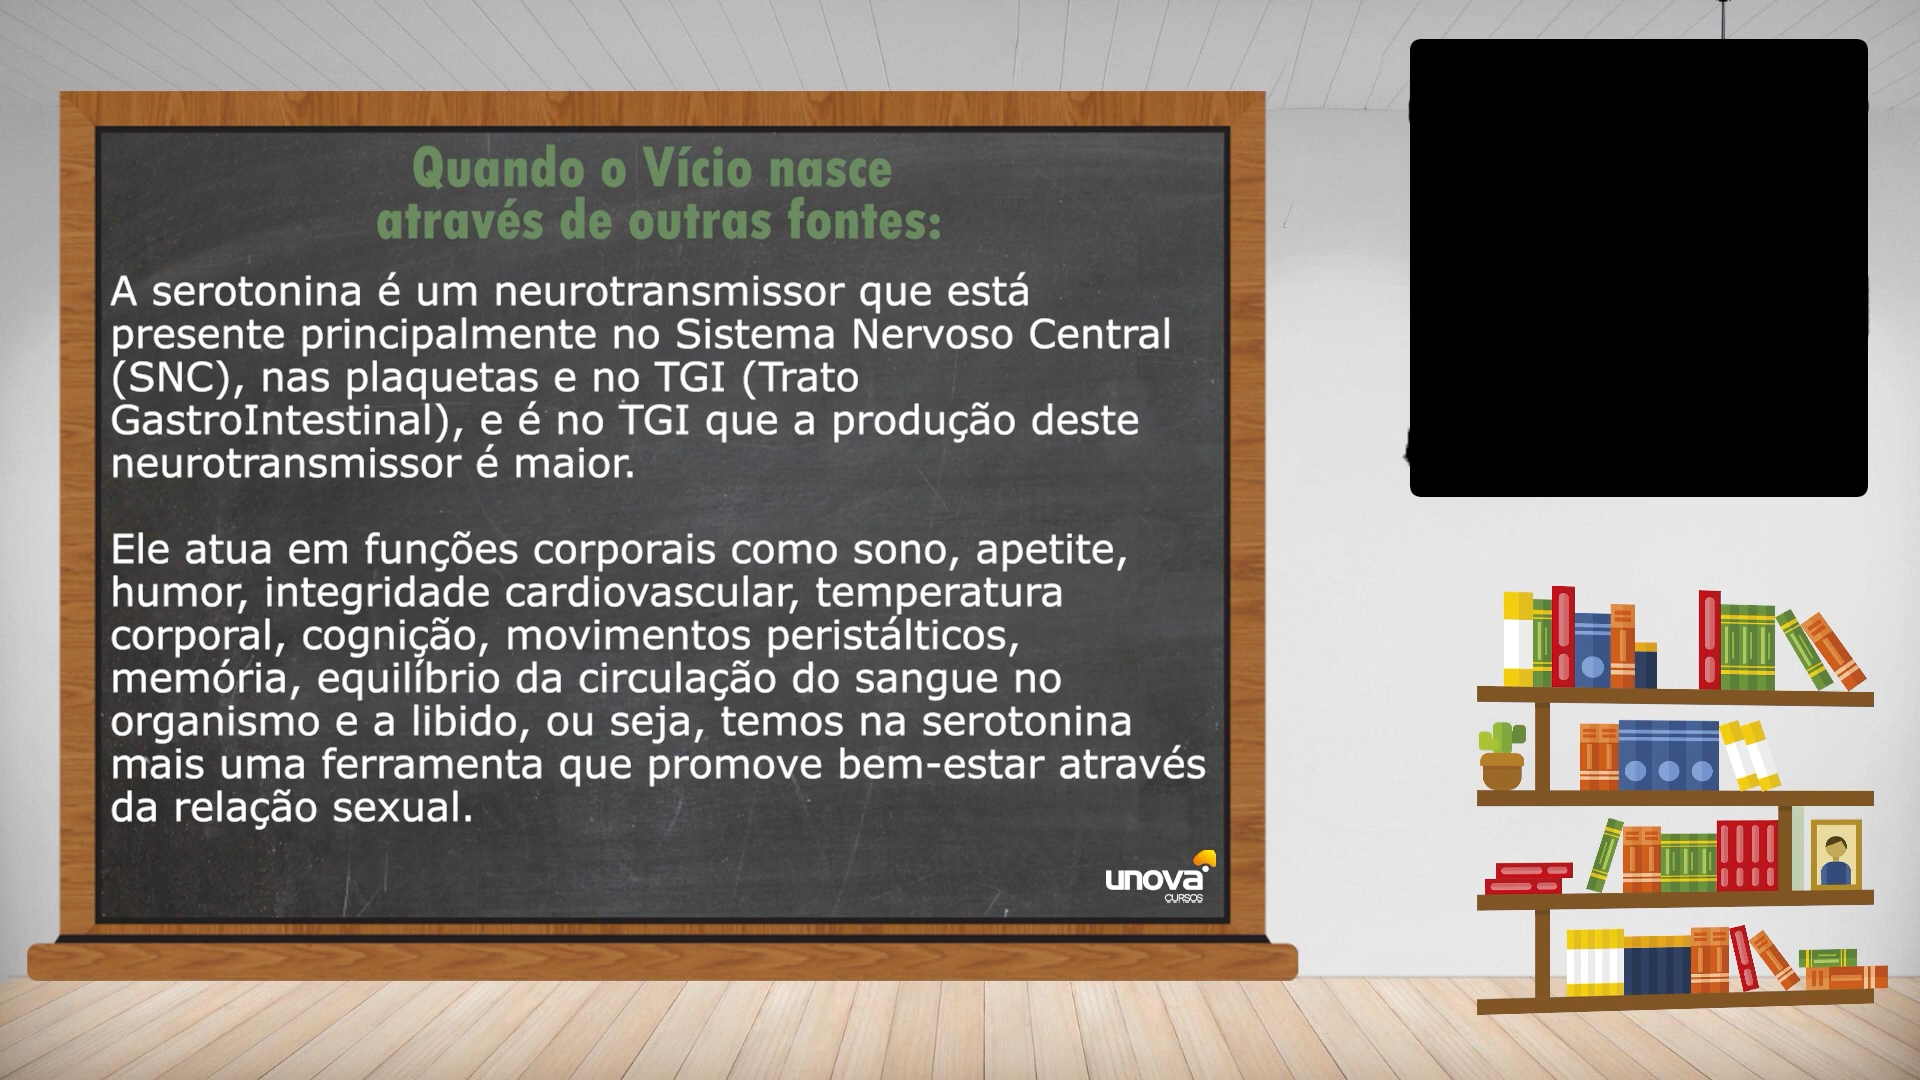 Quando o Vício nasce
através de outras fontes:
A serotonina é um neurotransmissor que está
presente principalmente no Sistema Nervoso Central
(SNC), nas plaquetas e no TGI (Trato
GastroIntestinal), e é no TGI que a produção deste
neurotransmissor é maior.
Ele atua em funções corporais como sono, apetite,
humor, integridade cardiovascular, temperatura
corporal, cognição, movimentos peristálticos,
memória, equilíbrio da circulação do sangue no
organismo e a libido, ou seja, temos na serotonina
mais uma ferramenta que promove bem-estar através
da relação sexual.
unova
CURSOS